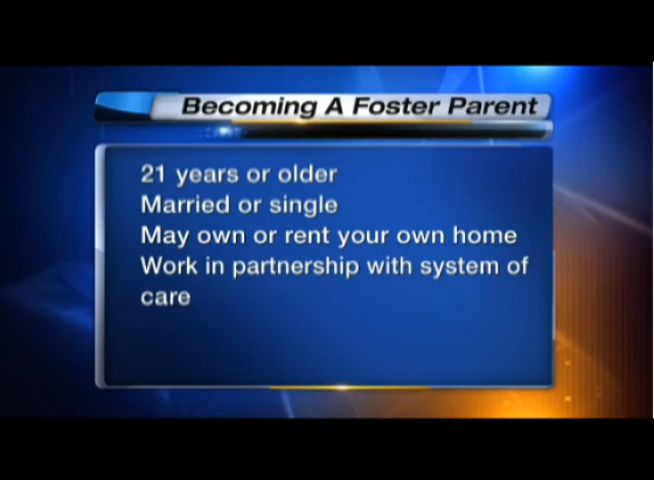 Becoming A Foster Parent
21 years or older
Married or single
May own or rent your own home
Work in partnership with system of
care